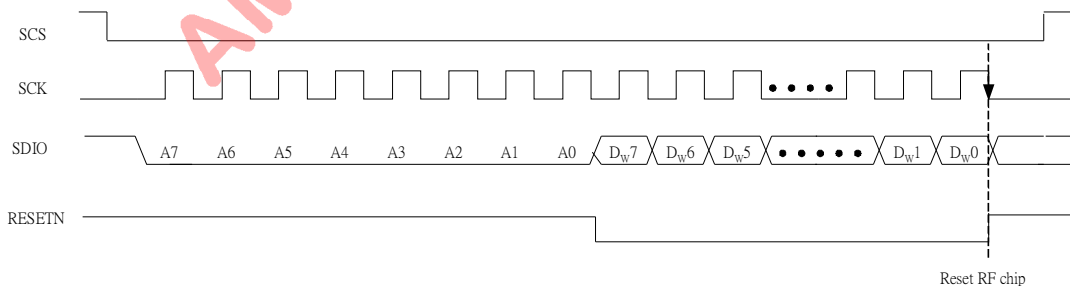 SCS
SCK
SDIO A7 A6 A5 A4 A3 A2 A1 A0 DW7 DW6 DW5 DW1 DW0
RESETN
Reset RF chip